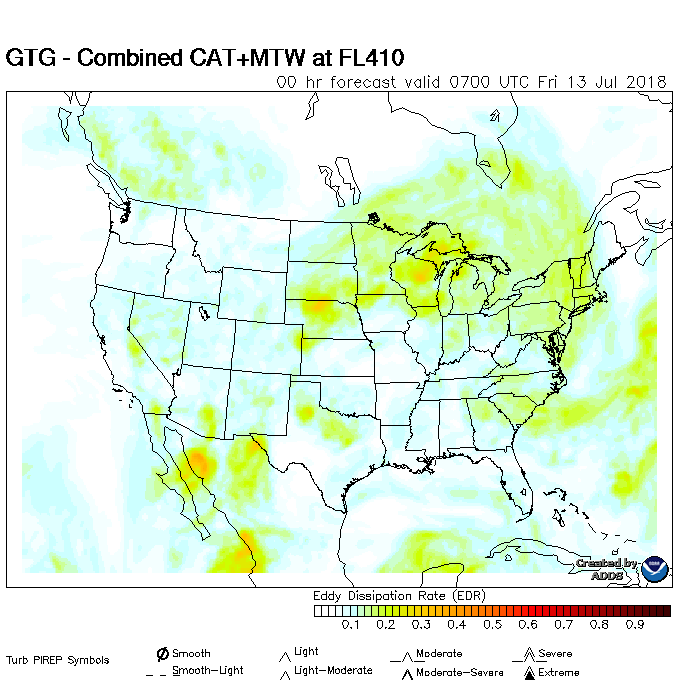 GTG - Combined CAT+MTW at FL410
00 hr forecast valid 0700 UTC Fri 13 Jul 2018
Created by
ADDS
Eddy Dissipation Rate (EDR)
0.1 0.2 0.3 0.4 0.5 0.6 0.7 0.8 0.9
Turb PIREP Symbols
Smooth
Light
Moderate
Severe
Smooth-Light
Light-Moderate
Moderate-Severe
Extreme